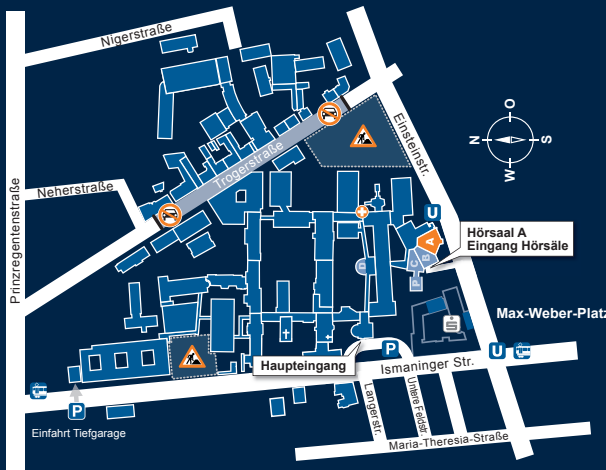 Nigerstraße
Einsteinstr.
O
N
S
W
Trogerstraße
Neherstraße
Prinzregentenstraße
U
A
B
C
P
D
Hörsaal A
Eingang Hörsäle
S
Max-Weber-Platz
Haupteingang
P
U
Ismaninger Str.
Langerstr.
Untere Feldstr.
Maria-Theresia-Straße
P
Einfahrt Tiefgarage